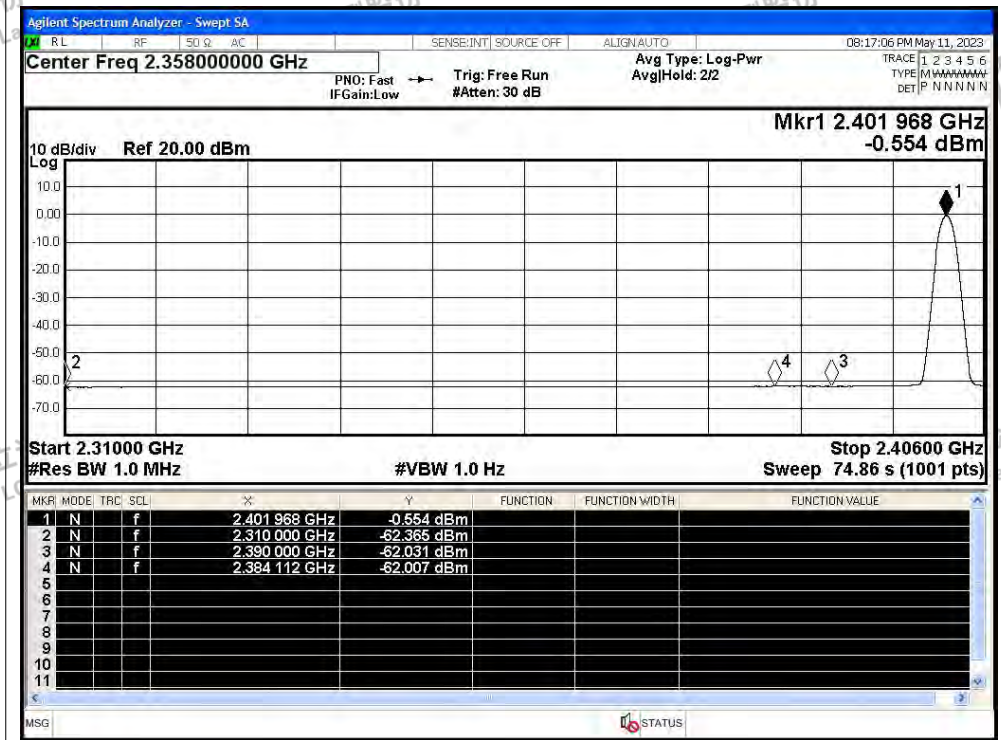 Agilent Spectrum Analyzer - Swept SA
RL RF 50 Ω AC SENSE:INT SOURCE OFF ALIGNAUTO 08:17:06 PM May 11, 2023
Center Freq 2.358000000 GHz
PNO: Fast Trig: Free Run Avg Type: Log-Pwr TRACE 1 2 3 4 5 6
IFGain:Low #Atten: 30 dB Avg|Hold: 2/2 TYPE M WWWWW
DET P N N N N N
Mkr1 2.401 968 GHz
-0.554 dBm
10 dB/div Ref 20.00 dBm
Log
10.0
1
0.00
-10.0
-20.0
-30.0
-40.0
-50.0
2 4 3
-60.0
-70.0
Start 2.31000 GHz Stop 2.40600 GHz
#Res BW 1.0 MHz #VBW 1.0 Hz Sweep 74.86 s (1001 pts)
MKR MODE TRC SCL X Y FUNCTION FUNCTION WIDTH FUNCTION VALUE
1 N f 2.401 968 GHz -0.554 dBm
2 N f 2.310 000 GHz -62.365 dBm
3 N f 2.390 000 GHz -62.031 dBm
4 N f 2.384 112 GHz -62.007 dBm
5
6
7
8
9
10
11
MSG STATUS